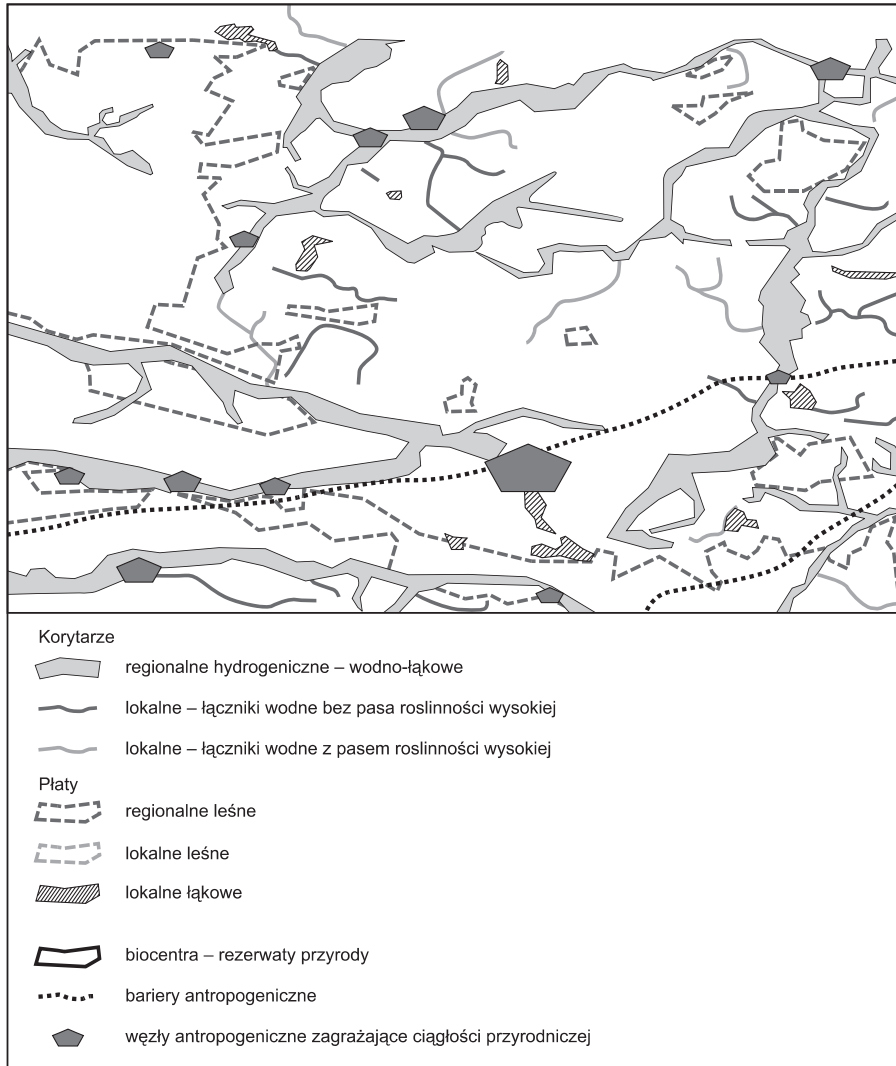 Korytarze
regionalne hydrogeniczne – wodno-łąkowe
lokalne – łączniki wodne bez pasa roslinności wysokiej
lokalne – łączniki wodne z pasem roslinności wysokiej
Płaty
regionalne leśne
lokalne leśne
lokalne łąkowe
biocentra – rezerwaty przyrody
bariery antropogeniczne
węzły antropogeniczne zagrażające ciągłości przyrodniczej